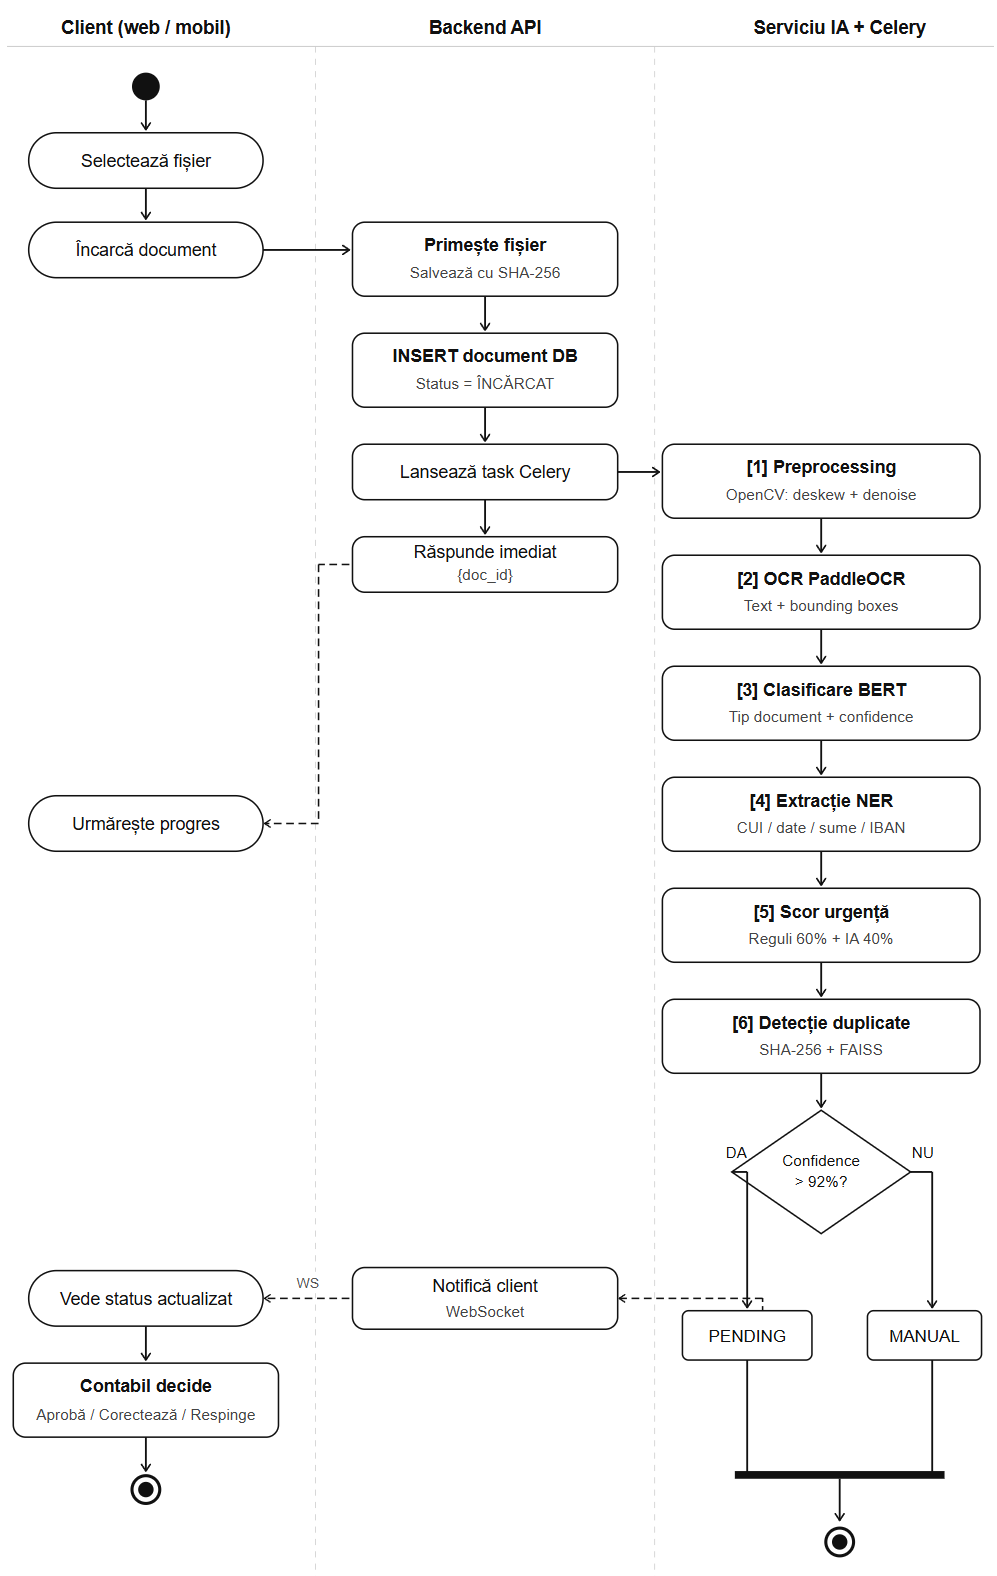 Client (web / mobil)
Backend API
Serviciu IA + Celery
Selectează fișier
Încarcă document
Primește fișier
Salvează cu SHA-256
INSERT document DB
Status = ÎNCĂRCAT
Lansează task Celery
[1] Preprocessing
OpenCV: deskew + denoise
Răspunde imediat
{doc_id}
[2] OCR PaddleOCR
Text + bounding boxes
[3] Clasificare BERT
Tip document + confidence
Urmărește progres
[4] Extracție NER
CUI / date / sume / IBAN
[5] Scor urgență
Reguli 60% + IA 40%
[6] Detecție duplicate
SHA-256 + FAISS
DA
NU
Confidence
> 92%?
Vede status actualizat
WS
Notifică client
WebSocket
PENDING
MANUAL
Contabil decide
Aprobă / Corectează / Respinge